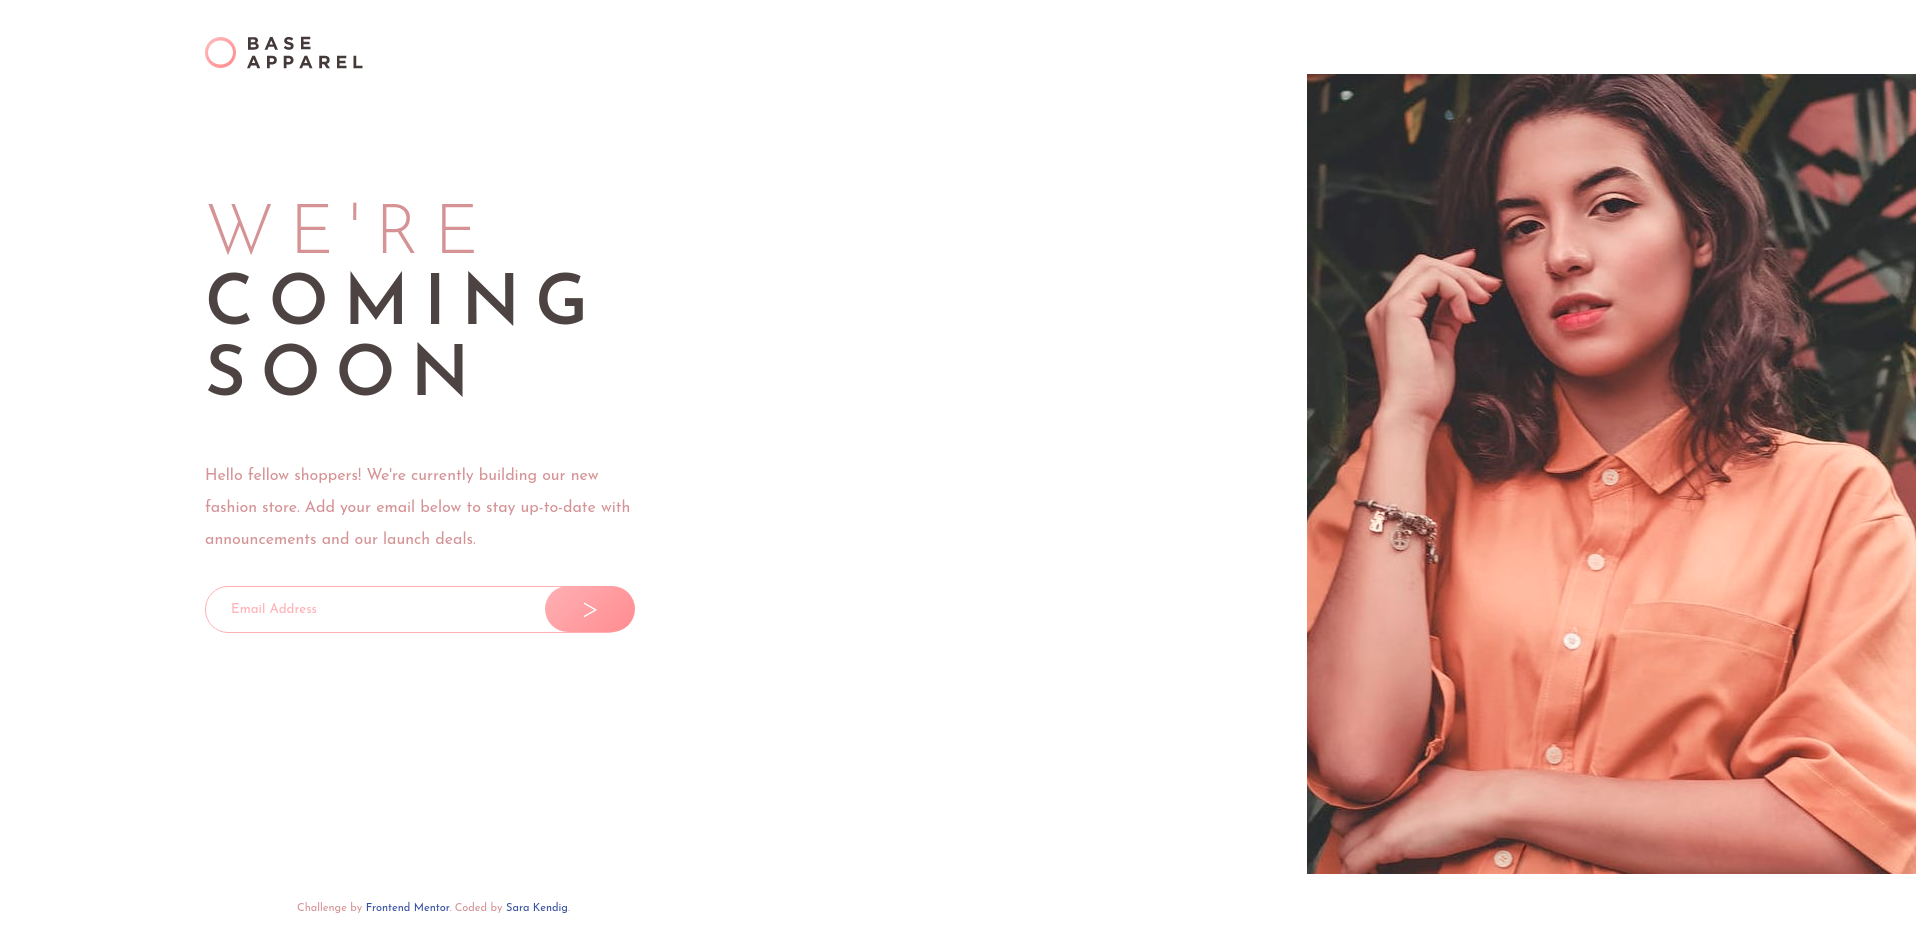 BASE
APPAREL
WE'RE
COMING
SOON
Hello fellow shoppers! We're currently building our new
fashion store. Add your email below to stay up-to-date with
announcements and our launch deals.
Email Address
Challenge by Frontend Mentor. Coded by Sara Kendig.